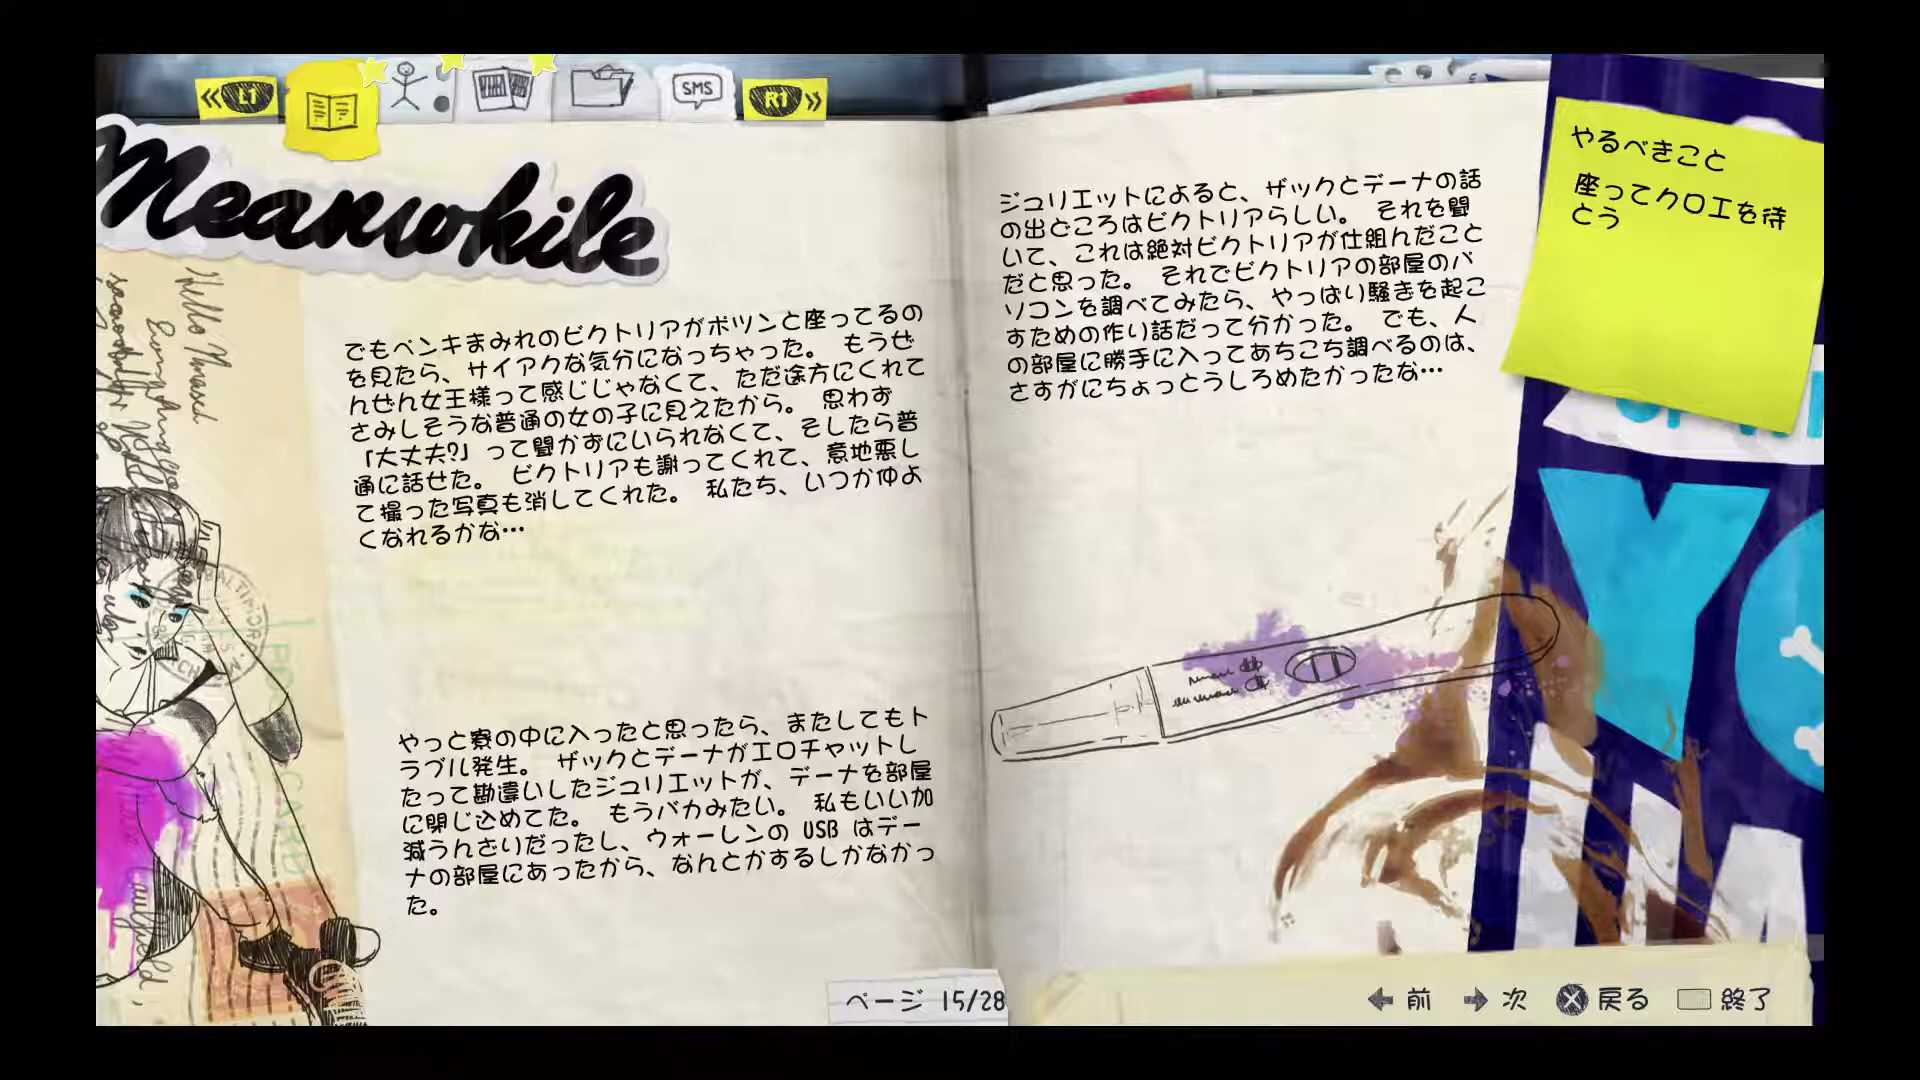 L1
SMS
R1
Meanwhile
でもペンキまみれのビクトリアがポツンと座ってるの
を見たら、サイアクな気分になっちゃった。 もうぜ
んぜん女王様って感じじゃなくて、ただ途方にくれて
さみしそうな普通の女の子に見えたから。 思わず
「大丈夫?」って聞かずにいられなくて、そしたら普
通に話せた。 ビクトリアも謝ってくれて、意地悪し
て撮った写真も消してくれた。 私たち、いつか仲よ
くなれるかな…
やっと寮の中に入ったと思ったら、またしてもト
ラブル発生。 ザックとデーナがエロチャットし
たって勘違いしたジュリエットが、デーナを部屋
に閉じ込めてた。 もうバカみたい。 私もいい加
減うんざりだったし、ウォーレンの USB はデー
ナの部屋にあったから、なんとかするしかなかっ
た。
ジュリエットによると、ザックとデーナの話
の出どころはビクトリアらしい。 それを聞
いて、これは絶対ビクトリアが仕組んだこと
だと思った。 それでビクトリアの部屋のパ
ソコンを調べてみたら、やっぱり騒ぎを起こ
すための作り話だって分かった。 でも、人
の部屋に勝手に入ってあちこち調べるのは、
さすがにちょっとうしろめたかったな…
やるべきこと
座ってクロエを待
とう
ページ 15/28
前 次 戻る 終了